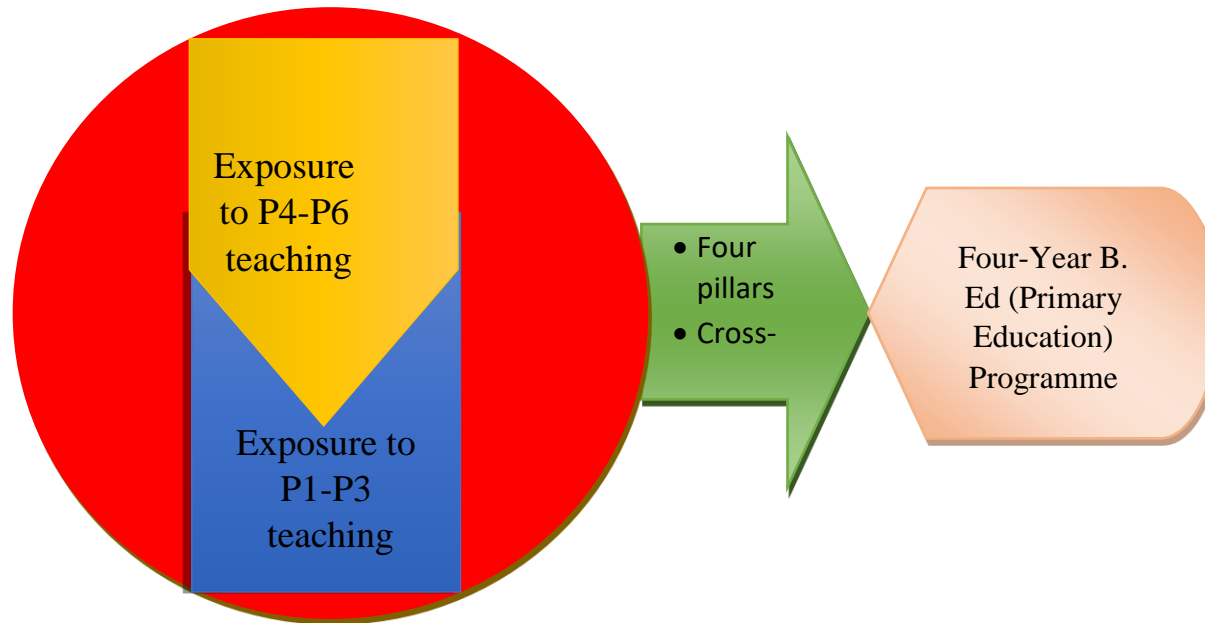 Exposure
to P4-P6
teaching
Exposure to
P1-P3
teaching
• Four
pillars
• Cross-
Four-Year B.
Ed (Primary
Education)
Programme